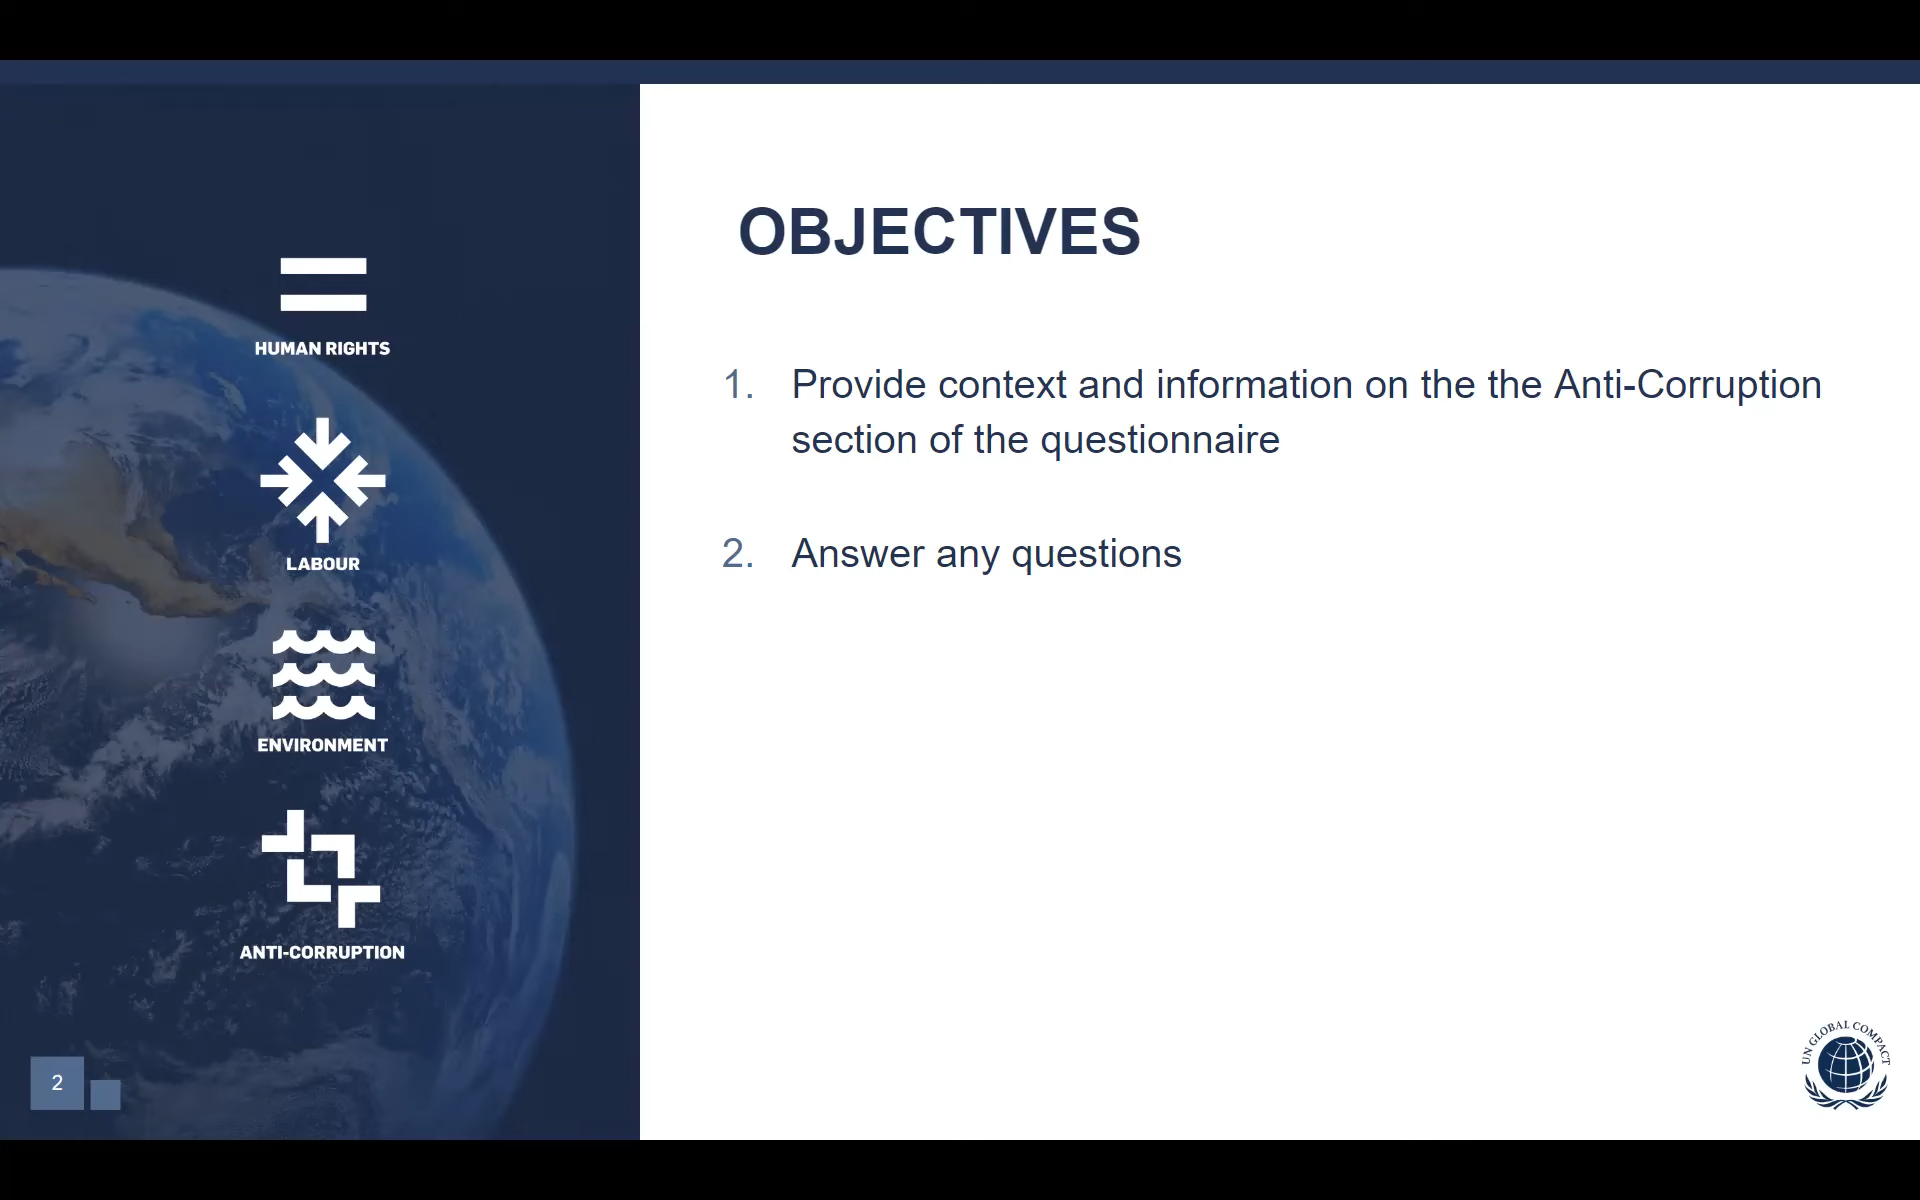 HUMAN RIGHTS
LABOUR
ENVIRONMENT
ANTI-CORRUPTION
2
OBJECTIVES
1. Provide context and information on the the Anti-Corruption
section of the questionnaire
2. Answer any questions
UN GLOBAL COMPACT